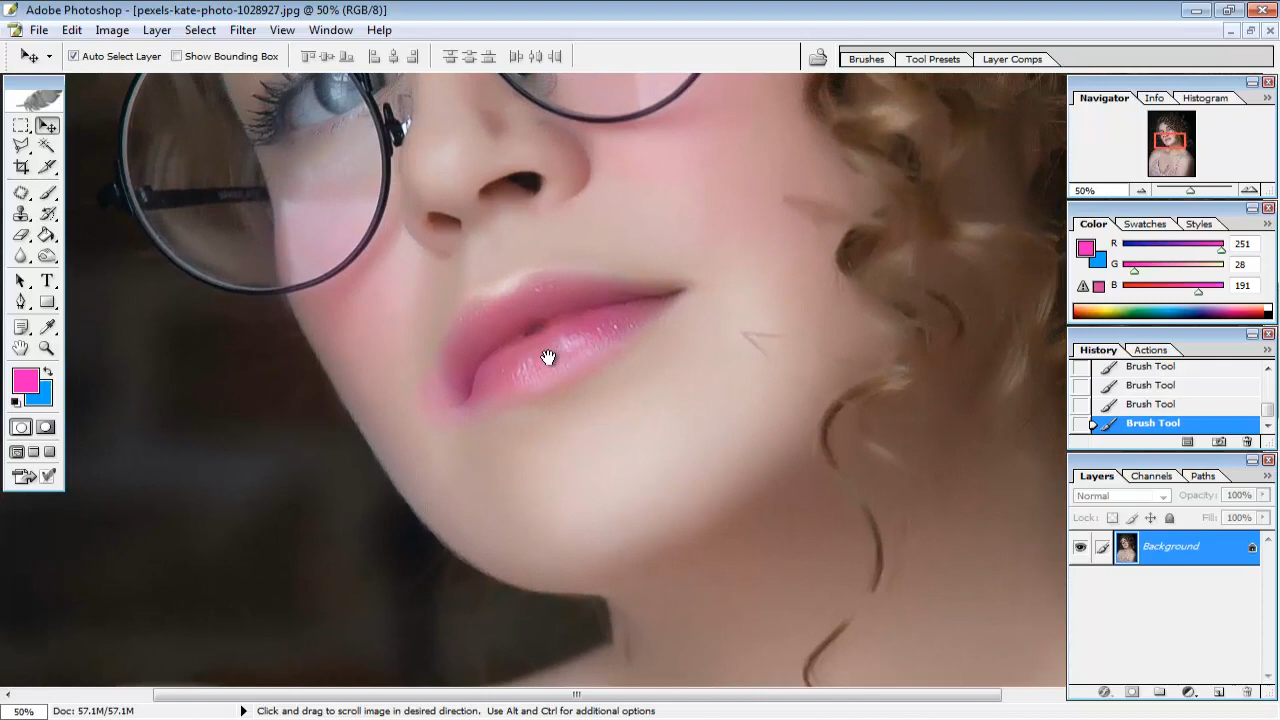 Adobe Photoshop - [pexels-kate-photo-1028927.jpg @ 50% (RGB/8)]
File Edit Image Layer Select Filter View Window Help
Auto Select Layer Show Bounding Box
Brushes Tool Presets Layer Comps
Navigator Info Histogram
50%
Color Swatches Styles
R 251
G 28
B 191
History Actions
Brush Tool
Brush Tool
Brush Tool
Brush Tool
Layers Channels Paths
Normal Opacity: 100%
Lock: Fill: 100%
Background
50% Doc: 57.1M/57.1M Click and drag to scroll image in desired direction. Use Alt and Ctrl for additional options